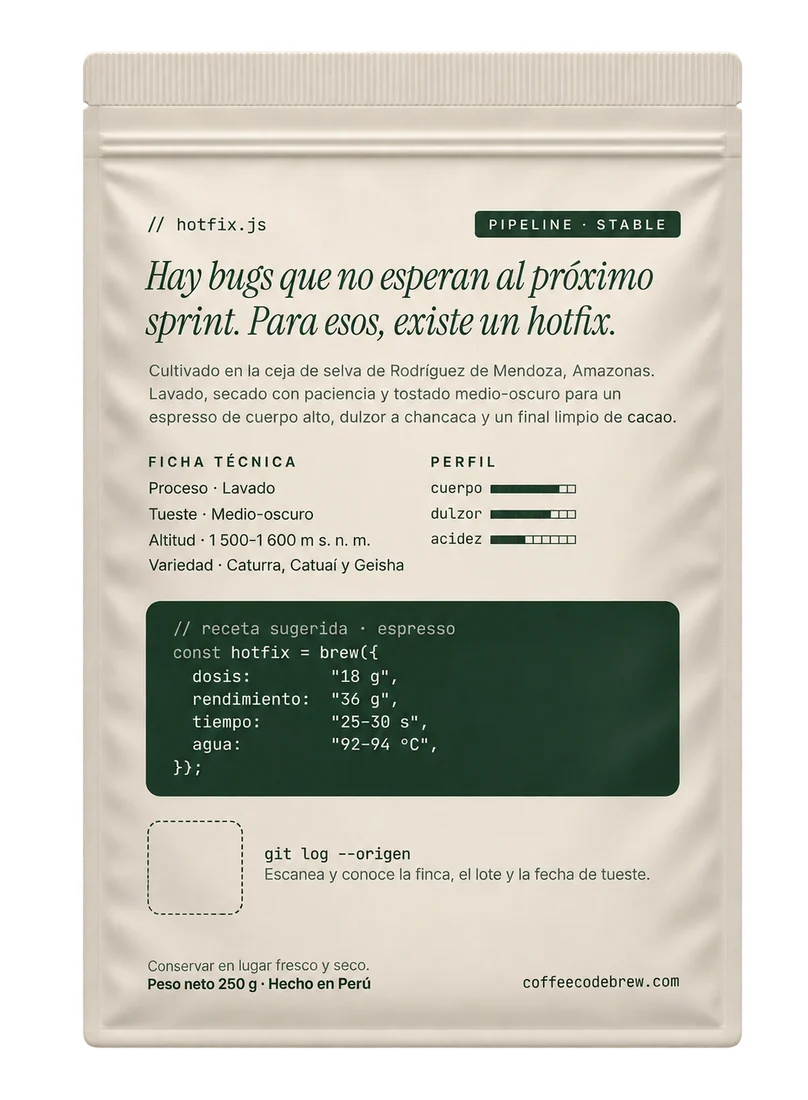 // hotfix.js
PIPELINE · STABLE
Hay bugs que no esperan al próximo
sprint. Para esos, existe un hotfix.
Cultivado en la ceja de selva de Rodríguez de Mendoza, Amazonas.
Lavado, secado con paciencia y tostado medio-oscuro para un
espresso de cuerpo alto, dulzor a chancaca y un final limpio de cacao.
FICHA TÉCNICA
Proceso · Lavado
Tueste · Medio-oscuro
Altitud · 1 500–1 600 m s. n. m.
Variedad · Caturra, Catuaí y Geisha
PERFIL
cuerpo
dulzor
acidez
// receta sugerida · espresso
const hotfix = brew({
  dosis:        "18 g",
  rendimiento:  "36 g",
  tiempo:       "25–30 s",
  agua:         "92–94 °C",
});
git log --origen
Escanea y conoce la finca, el lote y la fecha de tueste.
Conservar en lugar fresco y seco.
Peso neto 250 g · Hecho en Perú
coffeecodebrew.com